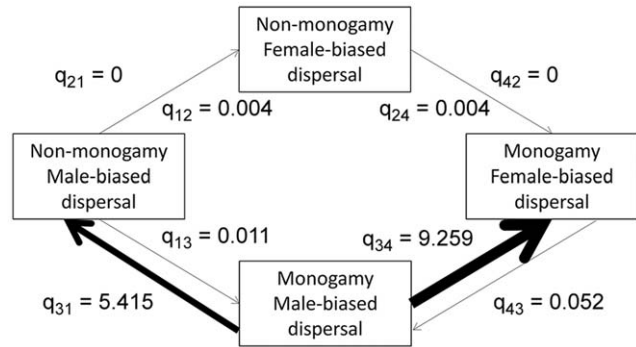 Non-monogamy
Female-biased
dispersal
q21 = 0
q42 = 0
q12 = 0.004
q24 = 0.004
Non-monogamy
Male-biased
dispersal
Monogamy
Female-biased
dispersal
q13 = 0.011
q34 = 9.259
Monogamy
Male-biased
dispersal
q31 = 5.415
q43 = 0.052